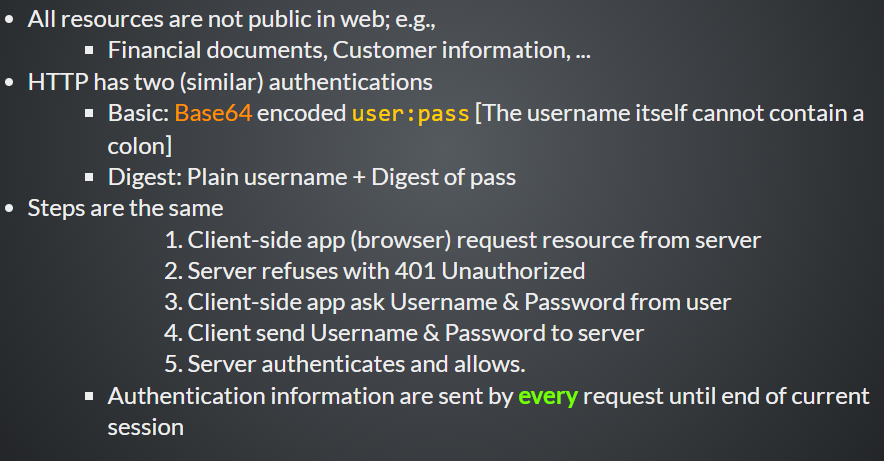 All resources are not public in web; e.g.,
Financial documents, Customer information, ...
HTTP has two (similar) authentications
Basic: Base64 encoded user:pass [The username itself cannot contain a
colon]
Digest: Plain username + Digest of pass
Steps are the same
1. Client-side app (browser) request resource from server
2. Server refuses with 401 Unauthorized
3. Client-side app ask Username & Password from user
4. Client send Username & Password to server
5. Server authenticates and allows.
Authentication information are sent by every request until end of current
session